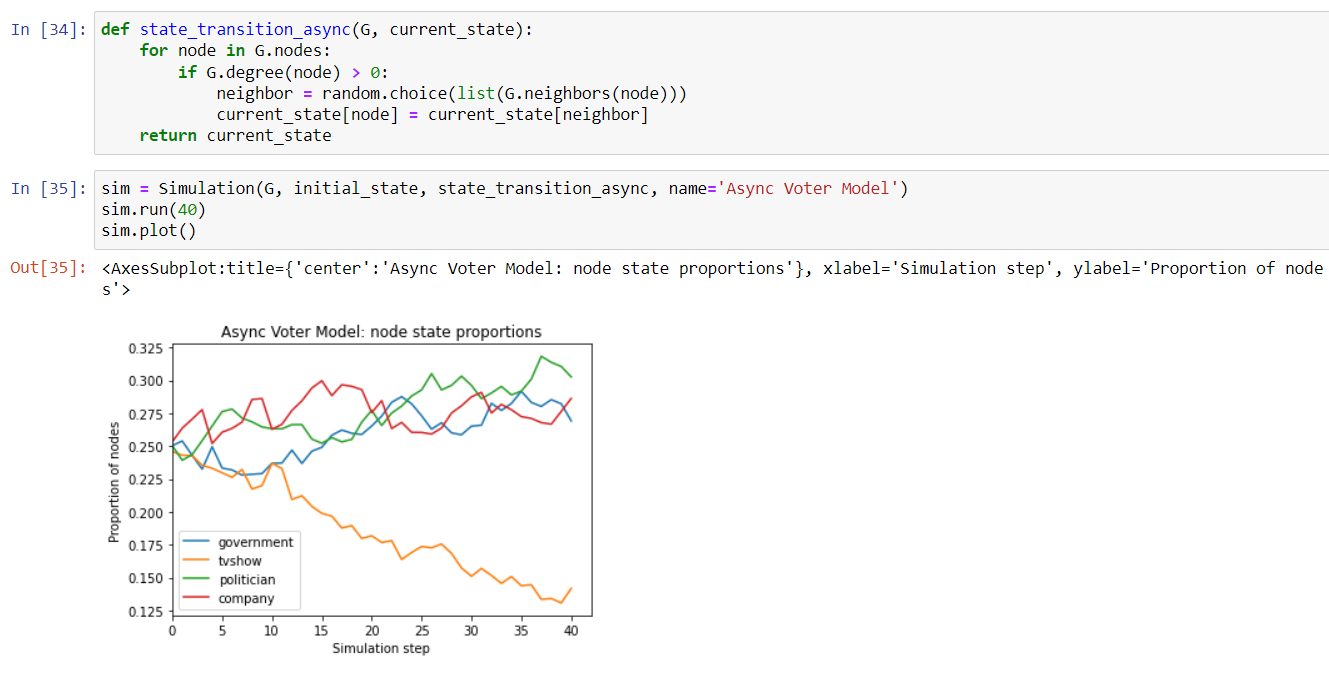 In [34]: def state_transition_async(G, current_state):
    for node in G.nodes:
        if G.degree(node) > 0:
            neighbor = random.choice(list(G.neighbors(node)))
            current_state[node] = current_state[neighbor]
    return current_state
In [35]: sim = Simulation(G, initial_state, state_transition_async, name='Async Voter Model')
sim.run(40)
sim.plot()
Out[35]: <AxesSubplot:title={'center':'Async Voter Model: node state proportions'}, xlabel='Simulation step', ylabel='Proportion of node
s'>
Async Voter Model: node state proportions
Proportion of nodes
0.325
0.300
0.275
0.250
0.225
0.200
0.175
0.150
0.125
government
tvshow
politician
company
0 5 10 15 20 25 30 35 40
Simulation step